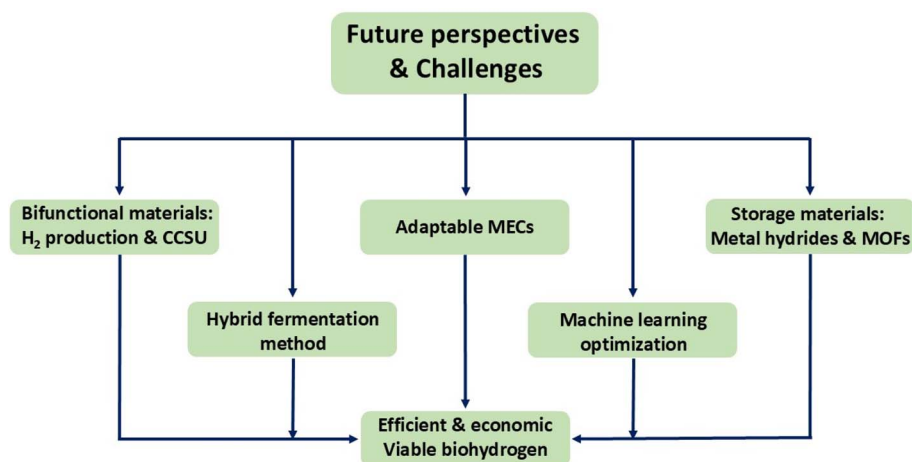 Future perspectives
& Challenges
Bifunctional materials:
H₂ production & CCSU
Adaptable MECs
Storage materials:
Metal hydrides & MOFs
Hybrid fermentation
method
Machine learning
optimization
Efficient & economic
Viable biohydrogen